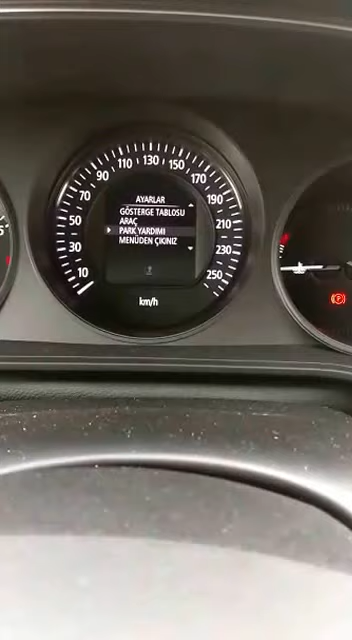 AYARLAR
GÖSTERGE TABLOSU
ARAÇ
PARK YARDIMI
MENÜDEN ÇIKINIZ
10
30
50
70
90
110
130
150
170
190
210
230
250
km/h
P